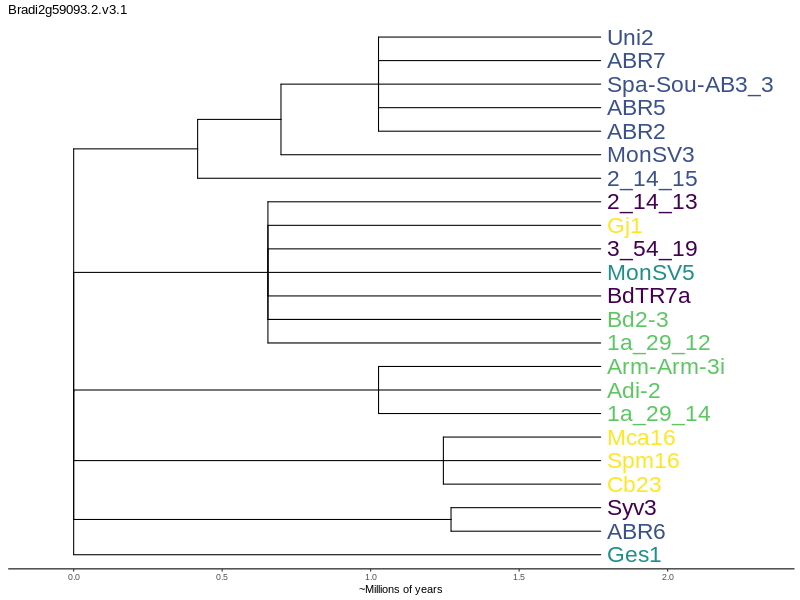 Bradi2g59093.2.v3.1
Uni2
ABR7
Spa-Sou-AB3_3
ABR5
ABR2
MonSV3
2_14_15
2_14_13
Gj1
3_54_19
MonSV5
BdTR7a
Bd2-3
1a_29_12
Arm-Arm-3i
Adi-2
1a_29_14
Mca16
Spm16
Cb23
Syv3
ABR6
Ges1
0.0 0.5 1.0 1.5 2.0
~Millions of years